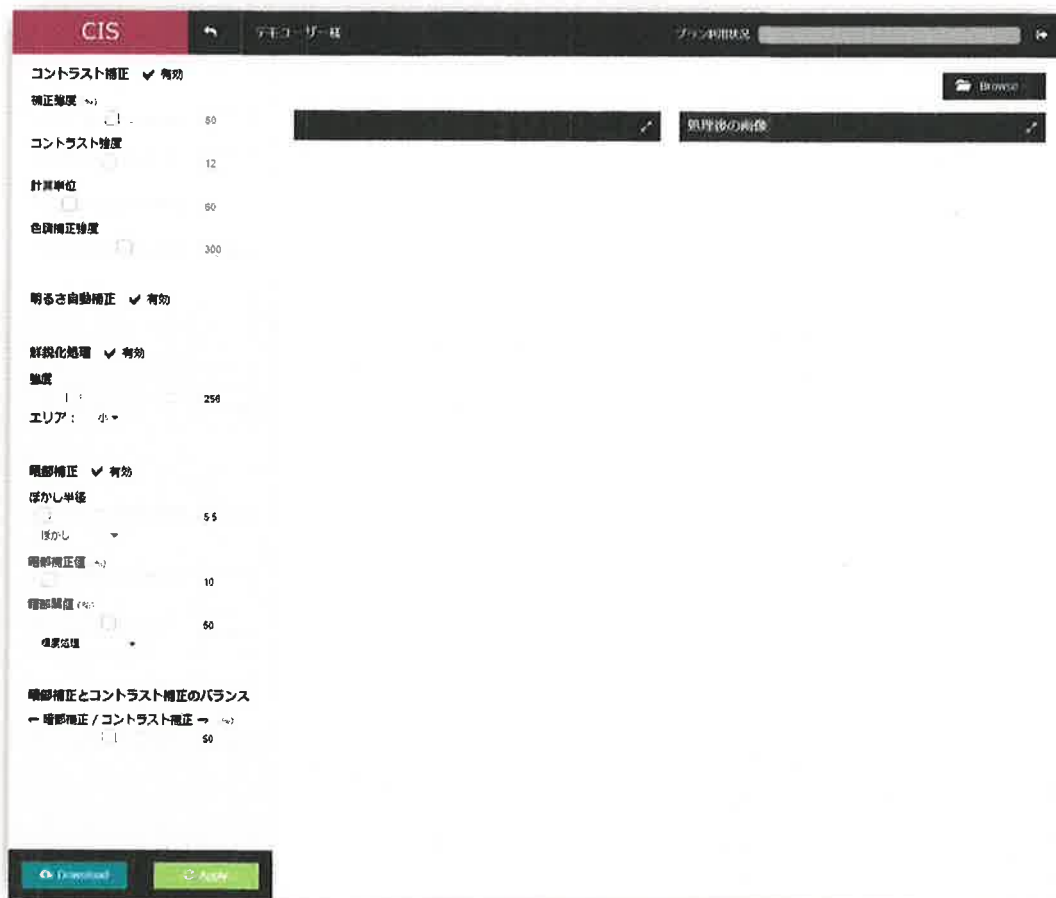 CIS
デモユーザー様
プラン利用状況
Browse
コントラスト補正 有効
補正強度 (%)
50
処理後の画像
コントラスト強度
12
計算単位
60
色調補正強度
300
明るさ自動補正 有効
鮮鋭化処理 有効
強度
256
エリア: 小
暗部補正 有効
ぼかし半径
5.5
ぼかし
暗部補正値 (%)
10
暗部閾値 (%)
50
暗部補正とコントラスト補正のバランス
← 暗部補正 / コントラスト補正 → (%)
50
Download
Apply